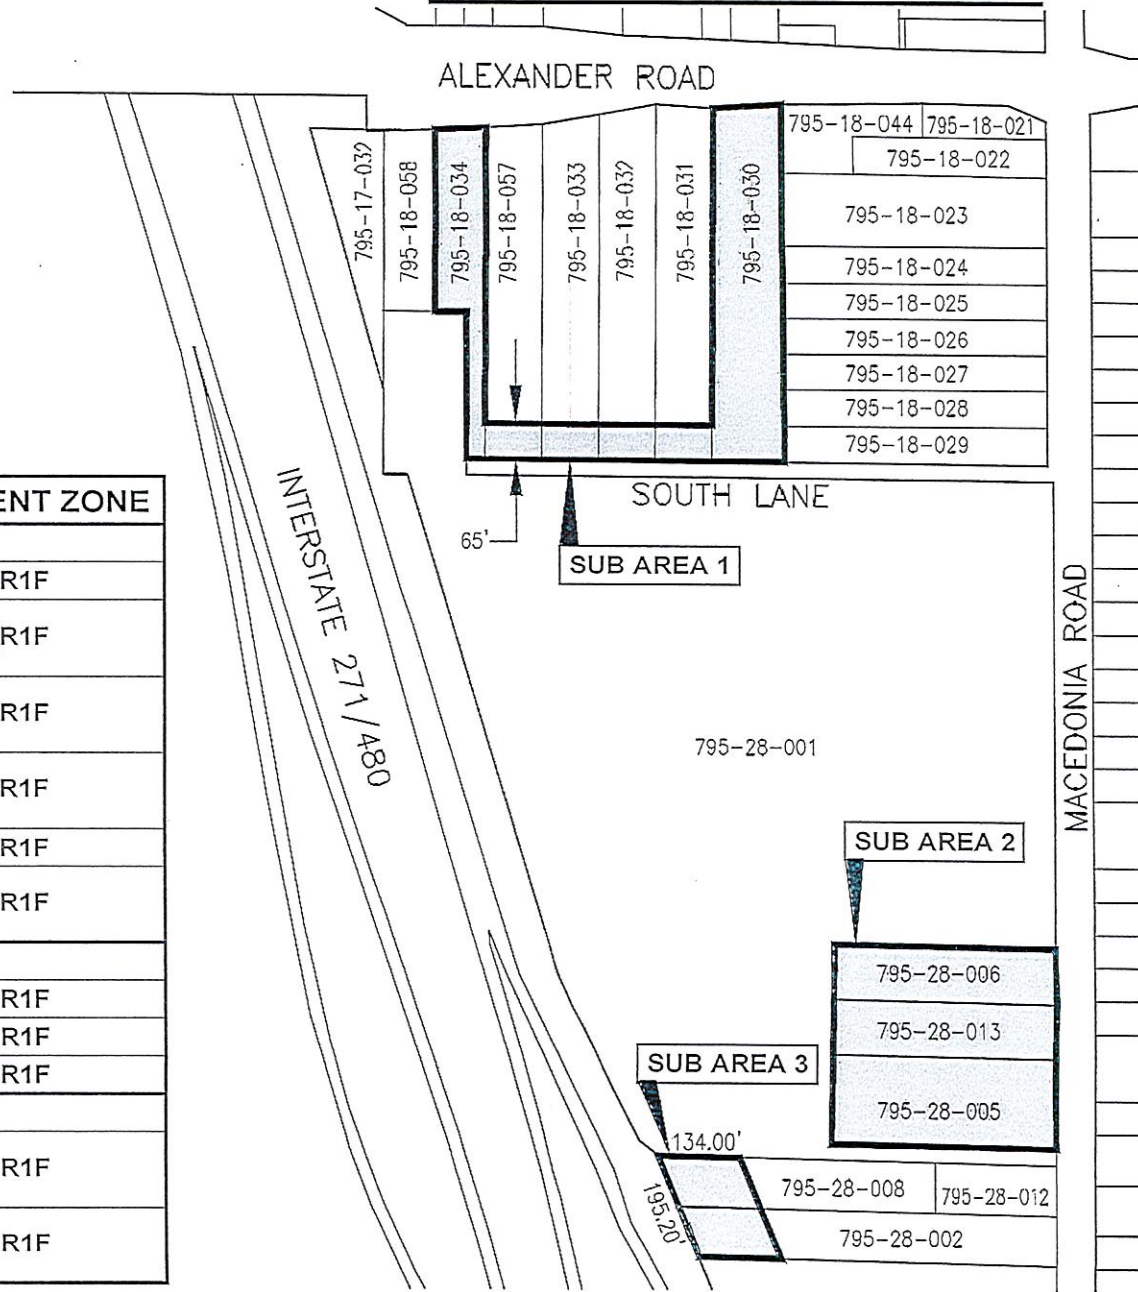 ALEXANDER ROAD
795-17-032
795-18-058
795-18-034
795-18-057
795-18-033
795-18-032
795-18-031
795-18-030
795-18-044
795-18-021
795-18-022
795-18-023
795-18-024
795-18-025
795-18-026
795-18-027
795-18-028
795-18-029
SOUTH LANE
65'
SUB AREA 1
INTERSTATE 271/480
MACEDONIA ROAD
795-28-001
SUB AREA 2
795-28-006
795-28-013
795-28-005
SUB AREA 3
134.00'
195.20'
795-28-008
795-28-012
795-28-002
ENT ZONE
R1F
R1F
R1F
R1F
R1F
R1F
R1F
R1F
R1F
R1F
R1F